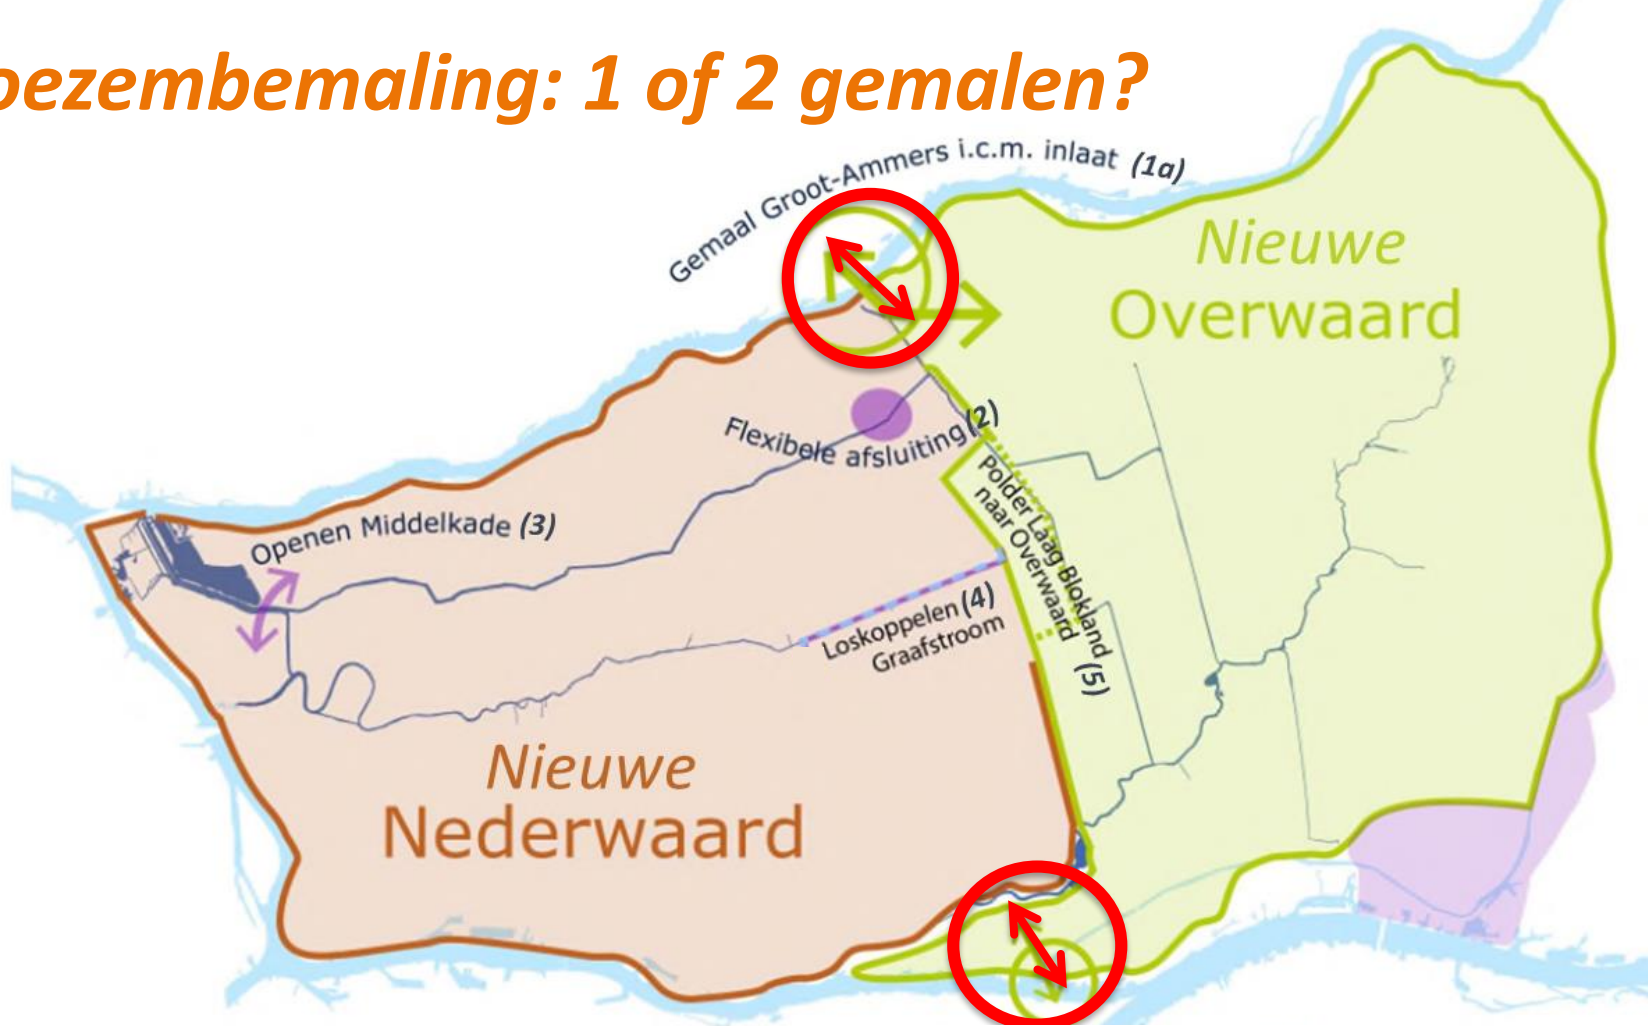 oezembemaling: 1 of 2 gemalen?
Gemaal Groot-Ammers i.c.m. inlaat (1a)
Nieuwe
Overwaard
Flexibele afsluiting (2)
Polder Laag Blokland
naar Overwaard
(5)
Openen Middelkade (3)
Loskoppelen (4)
Graafstroom
Nieuwe
Nederwaard